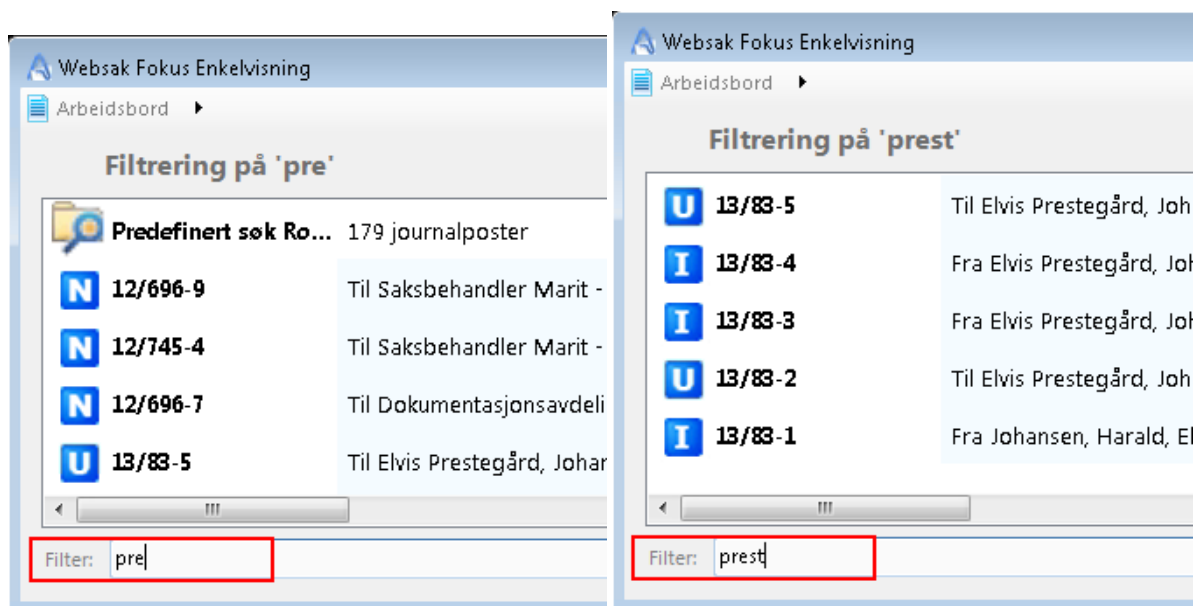 Websak Fokus Enkelvisning
Arbeidsbord
Filtrering på 'pre'
Predefinert søk Ro... 179 journalposter
N 12/696-9 Til Saksbehandler Marit -
N 12/745-4 Til Saksbehandler Marit -
N 12/696-7 Til Dokumentasjonsavdeli
U 13/83-5 Til Elvis Prestegård, Johar
Filter: pre
Websak Fokus Enkelvisning
Arbeidsbord
Filtrering på 'prest'
U 13/83-5 Til Elvis Prestegård, Joh
I 13/83-4 Fra Elvis Prestegård, Joh
I 13/83-3 Fra Elvis Prestegård, Joh
U 13/83-2 Til Elvis Prestegård, Joh
I 13/83-1 Fra Johansen, Harald, El
Filter: prest